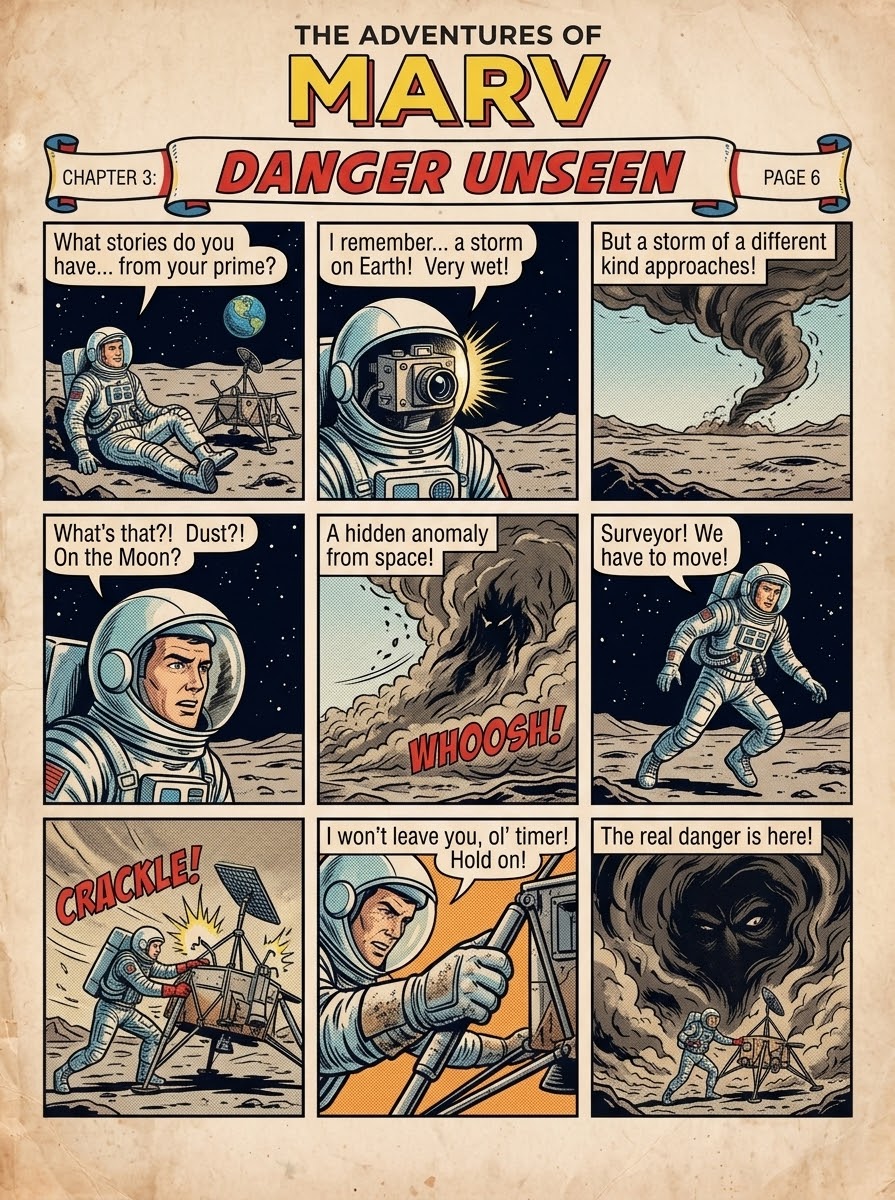 THE ADVENTURES OF
MARV
CHAPTER 3:
DANGER UNSEEN
PAGE 6
What stories do you
have... from your prime?
I remember... a storm
on Earth! Very wet!
But a storm of a different
kind approaches!
What's that?! Dust?!
On the Moon?
A hidden anomaly
from space!
WHOOSH!
Surveyor! We
have to move!
CRACKLE!
I won't leave you, ol' timer!
Hold on!
The real danger is here!